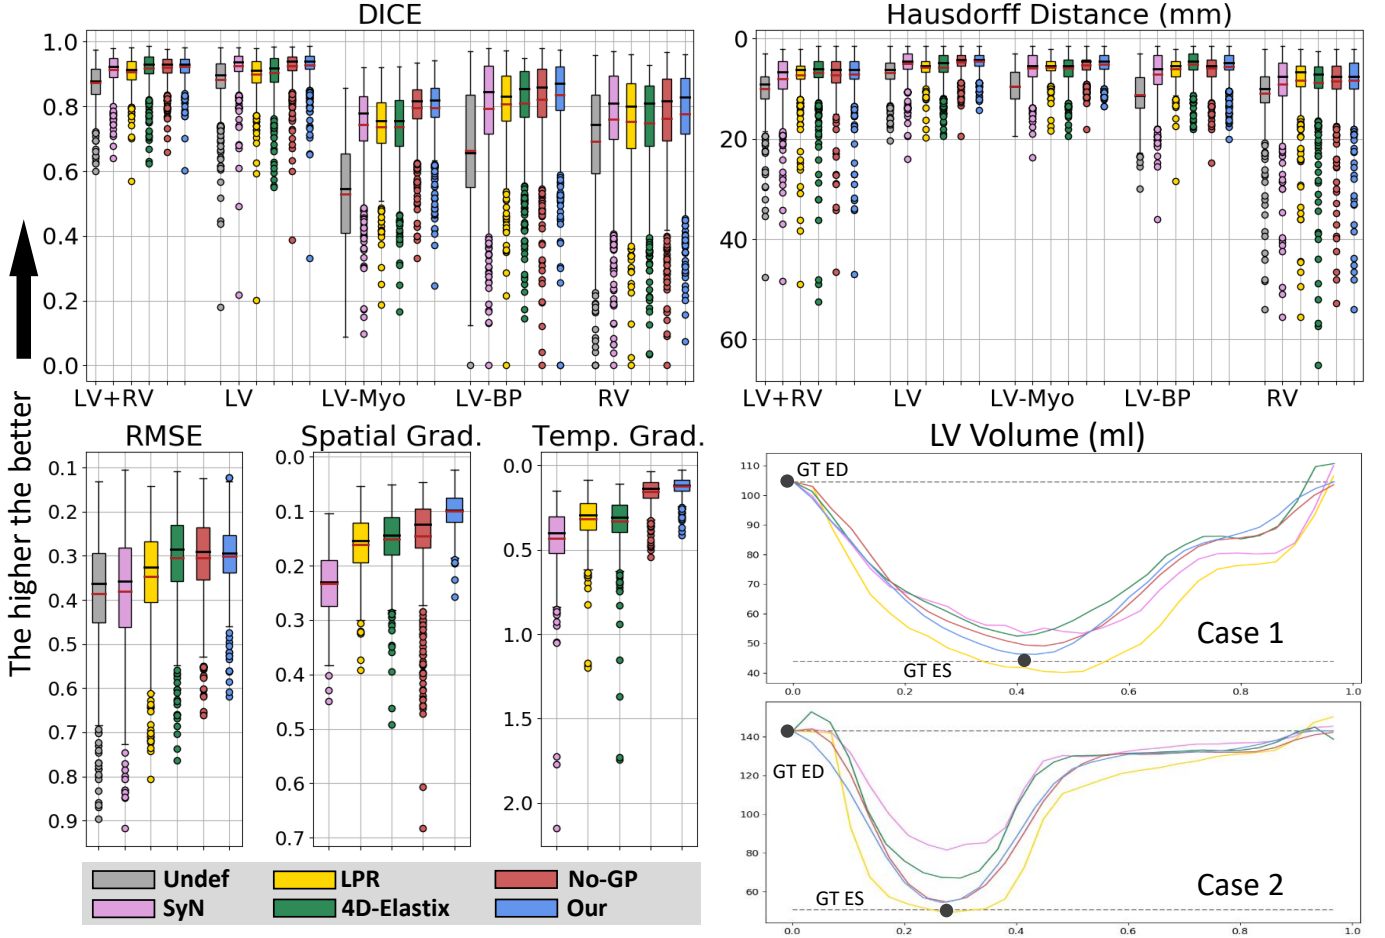 DICE
1.0
0.8
0.6
0.4
0.2
0.0
LV+RV LV LV-Myo LV-BP RV
Hausdorff Distance (mm)
0
20
40
60
LV+RV LV LV-Myo LV-BP RV
The higher the better
RMSE
0.1
0.2
0.3
0.4
0.5
0.6
0.7
0.8
0.9
Spatial Grad.
0.0
0.1
0.2
0.3
0.4
0.5
0.6
0.7
Temp. Grad.
0.0
0.5
1.0
1.5
2.0
LV Volume (ml)
110
100
90
80
70
60
50
40
GT ED
GT ES
Case 1
0.0 0.2 0.4 0.6 0.8 1.0
140
120
100
80
60
GT ED
GT ES
Case 2
0.0 0.2 0.4 0.6 0.8 1.0
Undef LPR No-GP
SyN 4D-Elastix Our